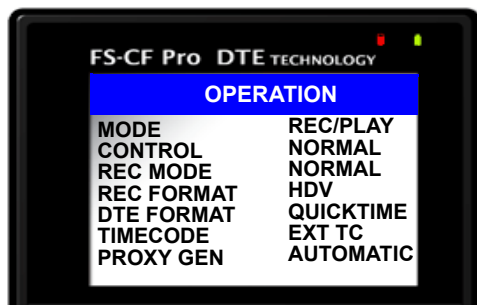 FS-CF Pro DTE TECHNOLOGY
OPERATION
MODE REC/PLAY
CONTROL NORMAL
REC MODE NORMAL
REC FORMAT HDV
DTE FORMAT QUICKTIME
TIMECODE EXT TC
PROXY GEN AUTOMATIC